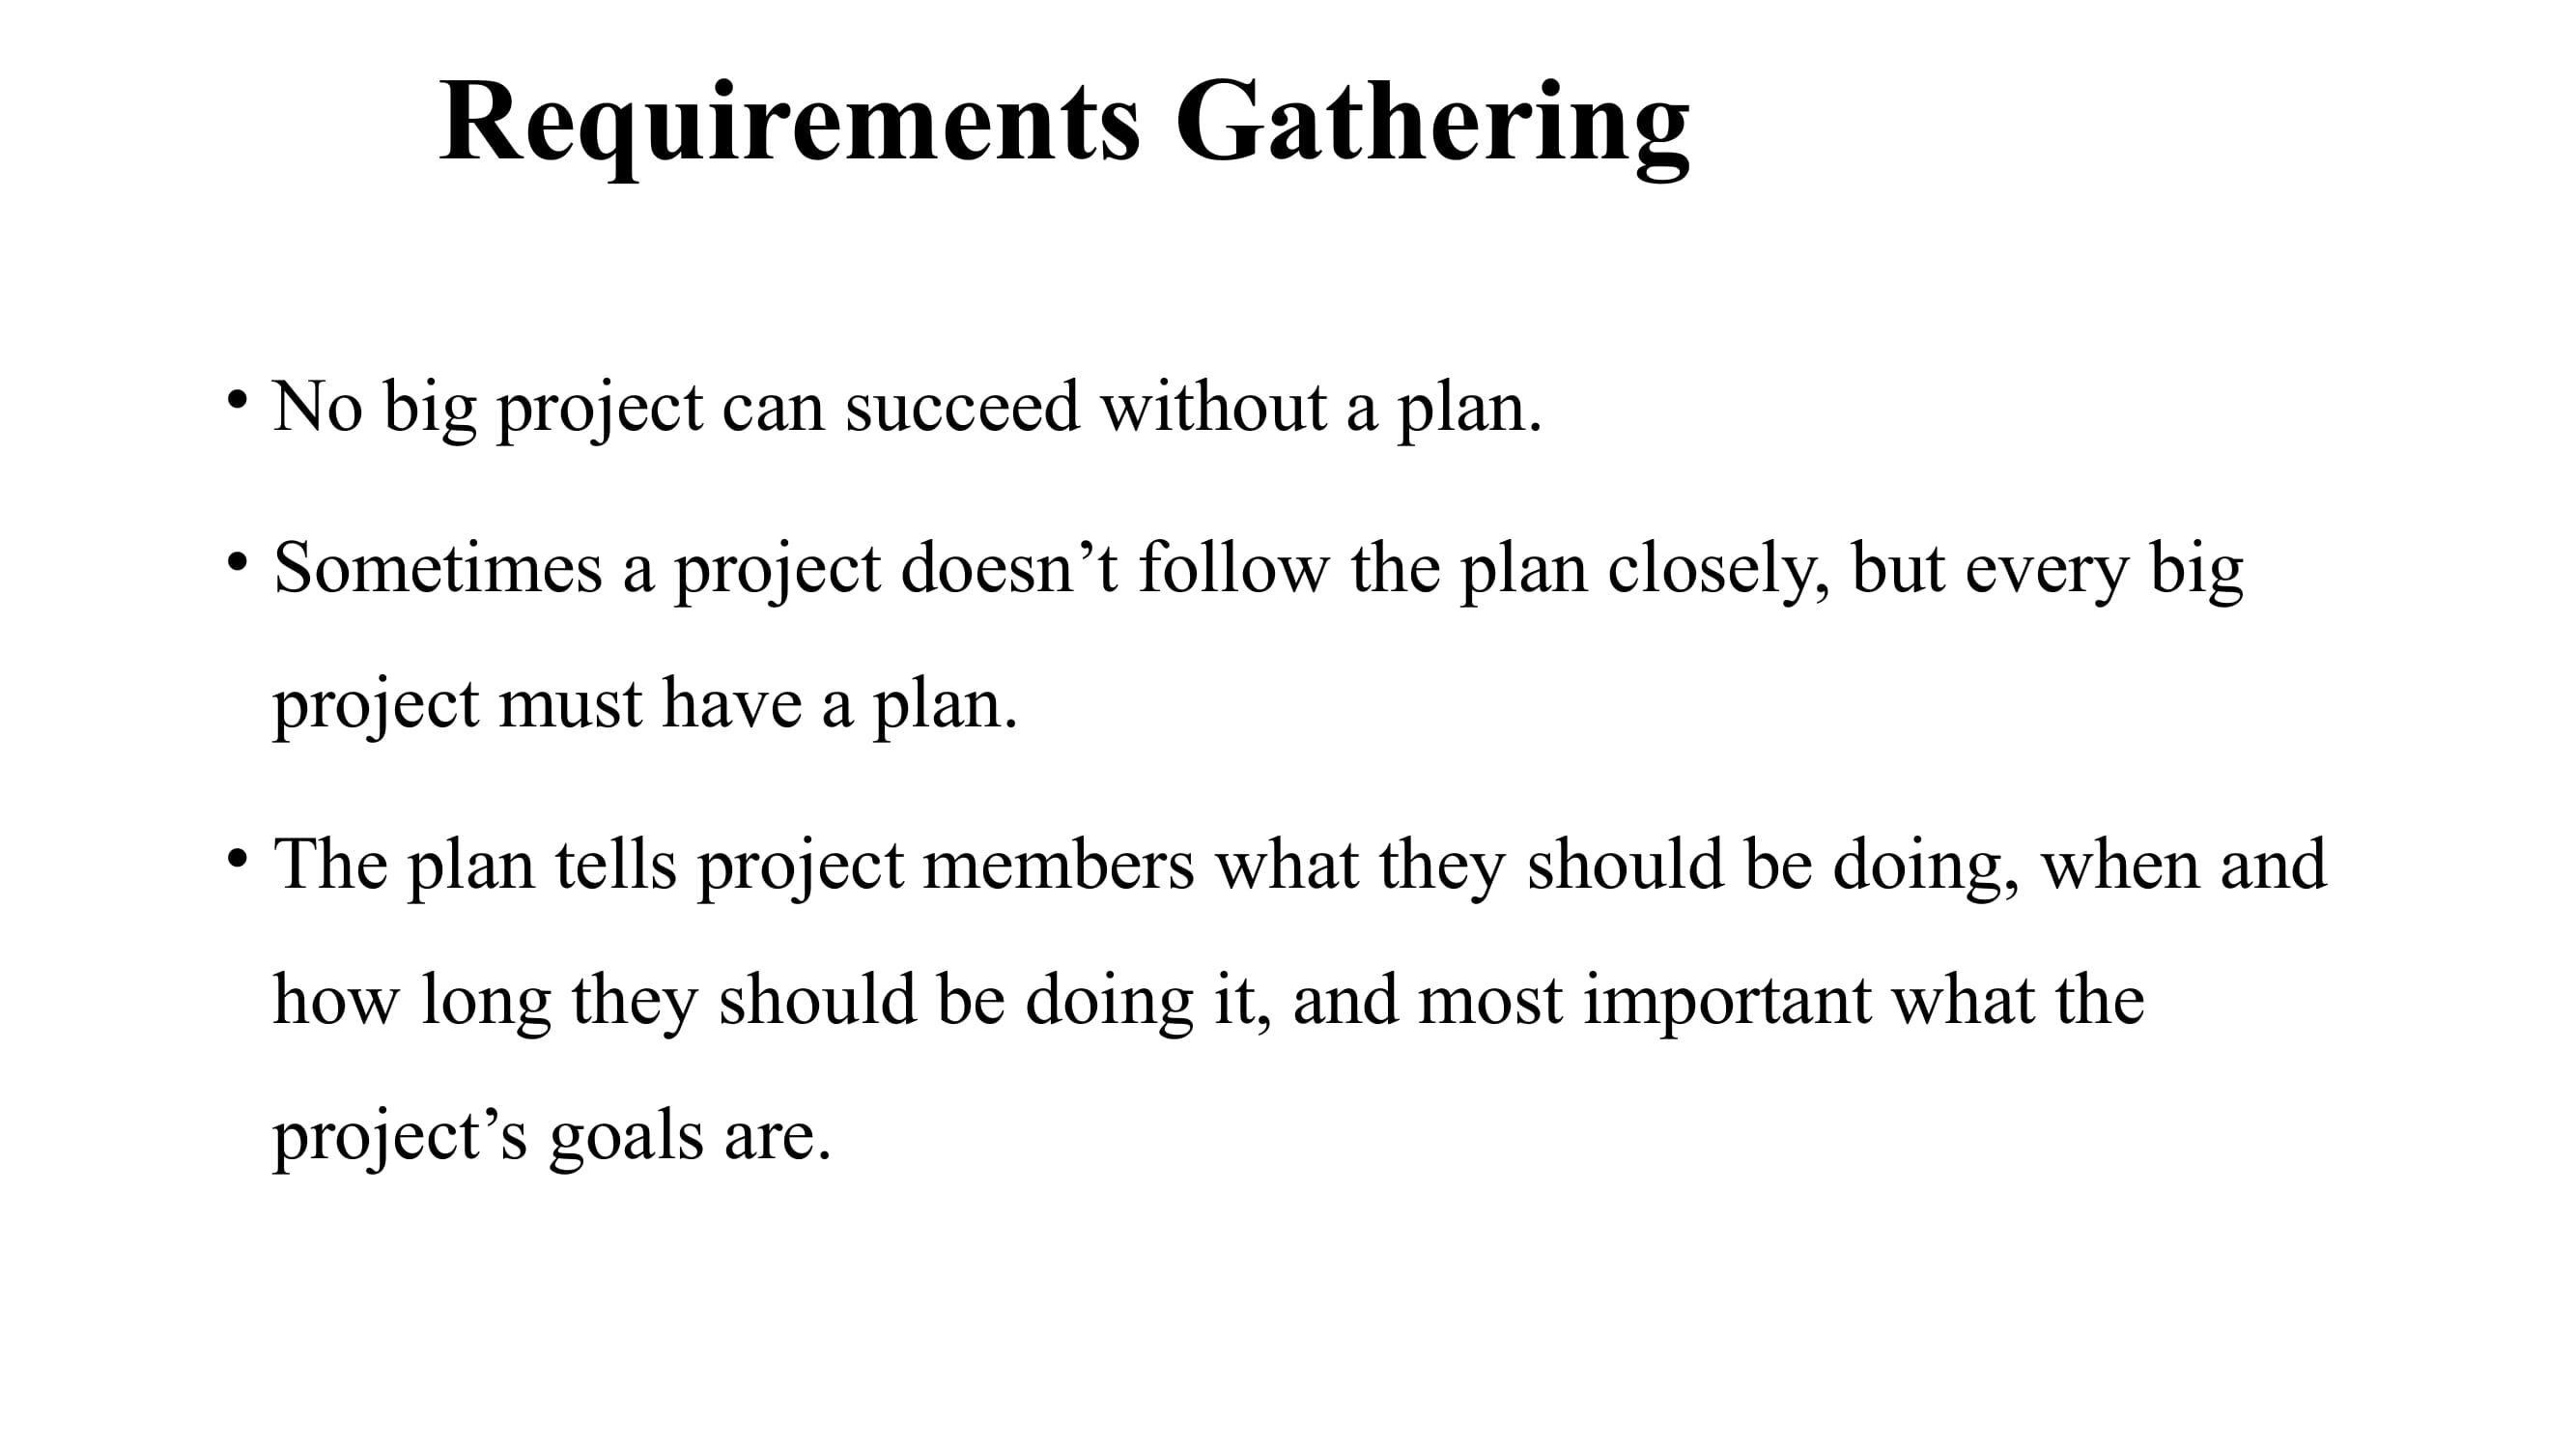 Requirements Gathering
• No big project can succeed without a plan.
• Sometimes a project doesn’t follow the plan closely, but every big
project must have a plan.
• The plan tells project members what they should be doing, when and
how long they should be doing it, and most important what the
project’s goals are.